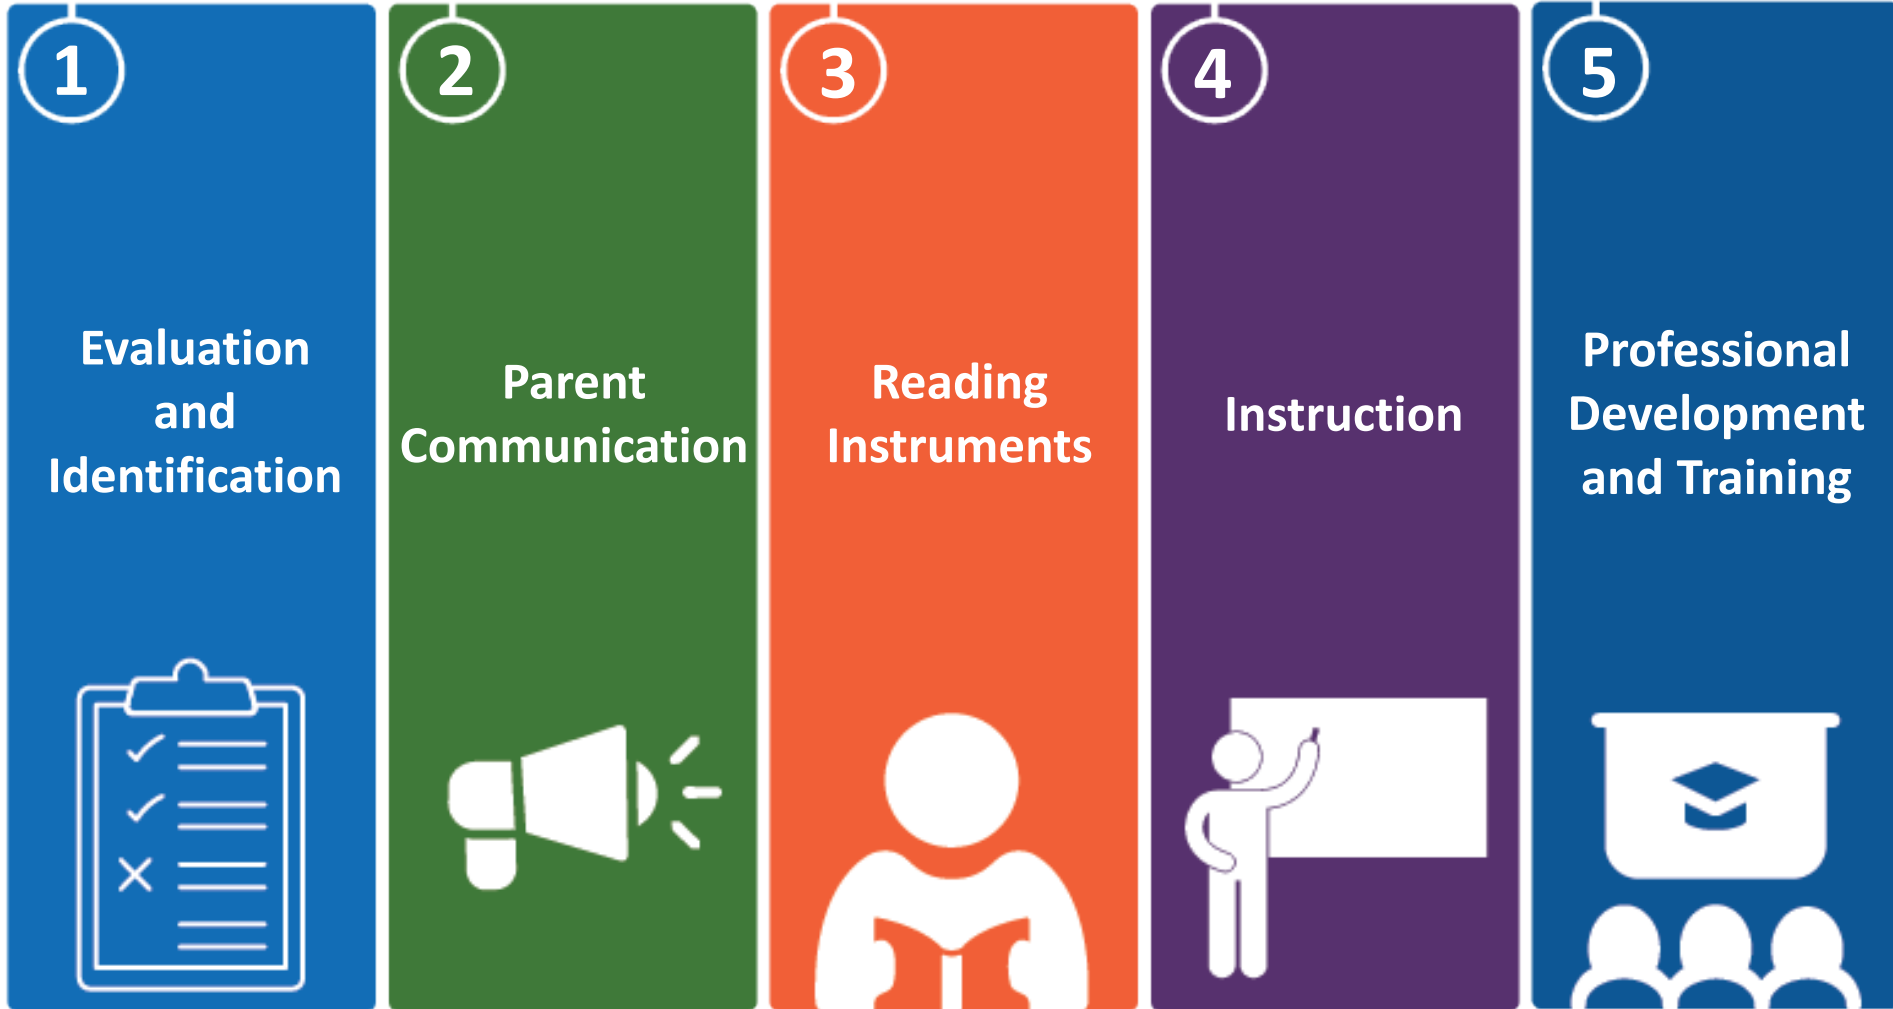 1
Evaluation
and
Identification
2
Parent
Communication
3
Reading
Instruments
4
Instruction
5
Professional
Development
and Training